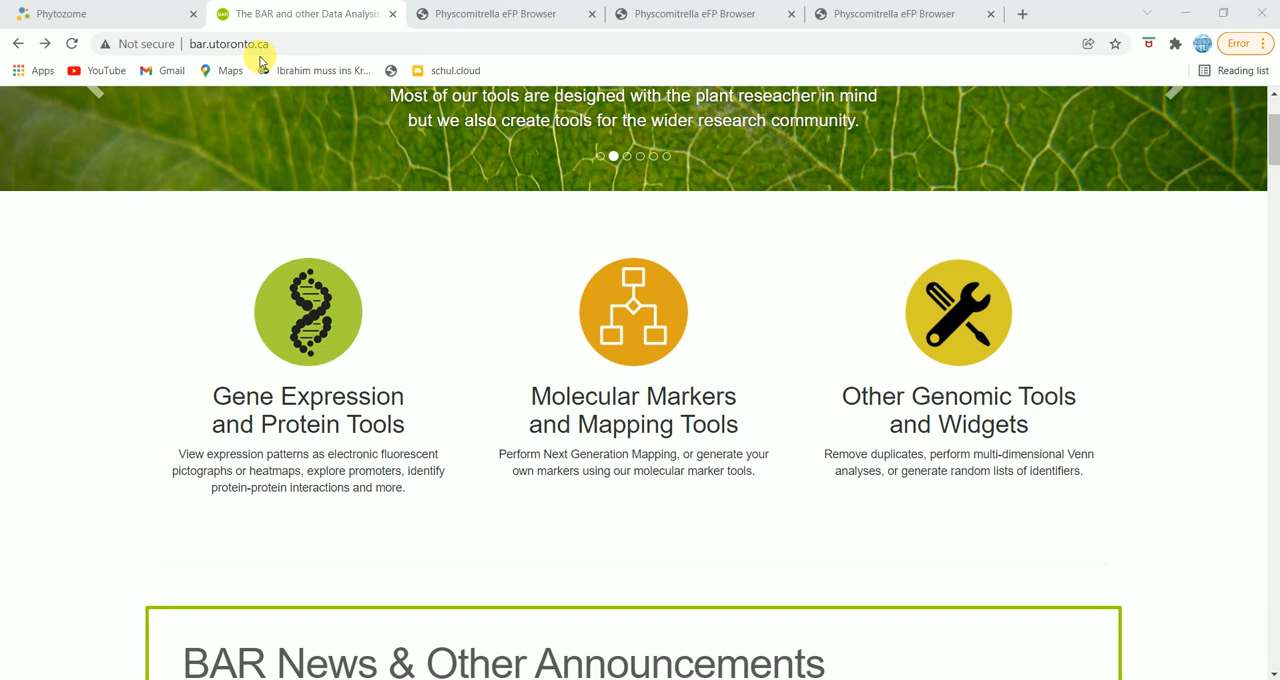 Phytozome
The BAR and other Data Analysis
Physcomitrella eFP Browser
Physcomitrella eFP Browser
Physcomitrella eFP Browser
Not secure | bar.utoronto.ca
Error
Apps
YouTube
Gmail
Maps
Ibrahim muss ins Kr...
schul.cloud
Reading list
Most of our tools are designed with the plant reseacher in mind
but we also create tools for the wider research community.
Gene Expression
and Protein Tools
View expression patterns as electronic fluorescent
pictographs or heatmaps, explore promoters, identify
protein-protein interactions and more.
Molecular Markers
and Mapping Tools
Perform Next Generation Mapping, or generate your
own markers using our molecular marker tools.
Other Genomic Tools
and Widgets
Remove duplicates, perform multi-dimensional Venn
analyses, or generate random lists of identifiers.
BAR News & Other Announcements